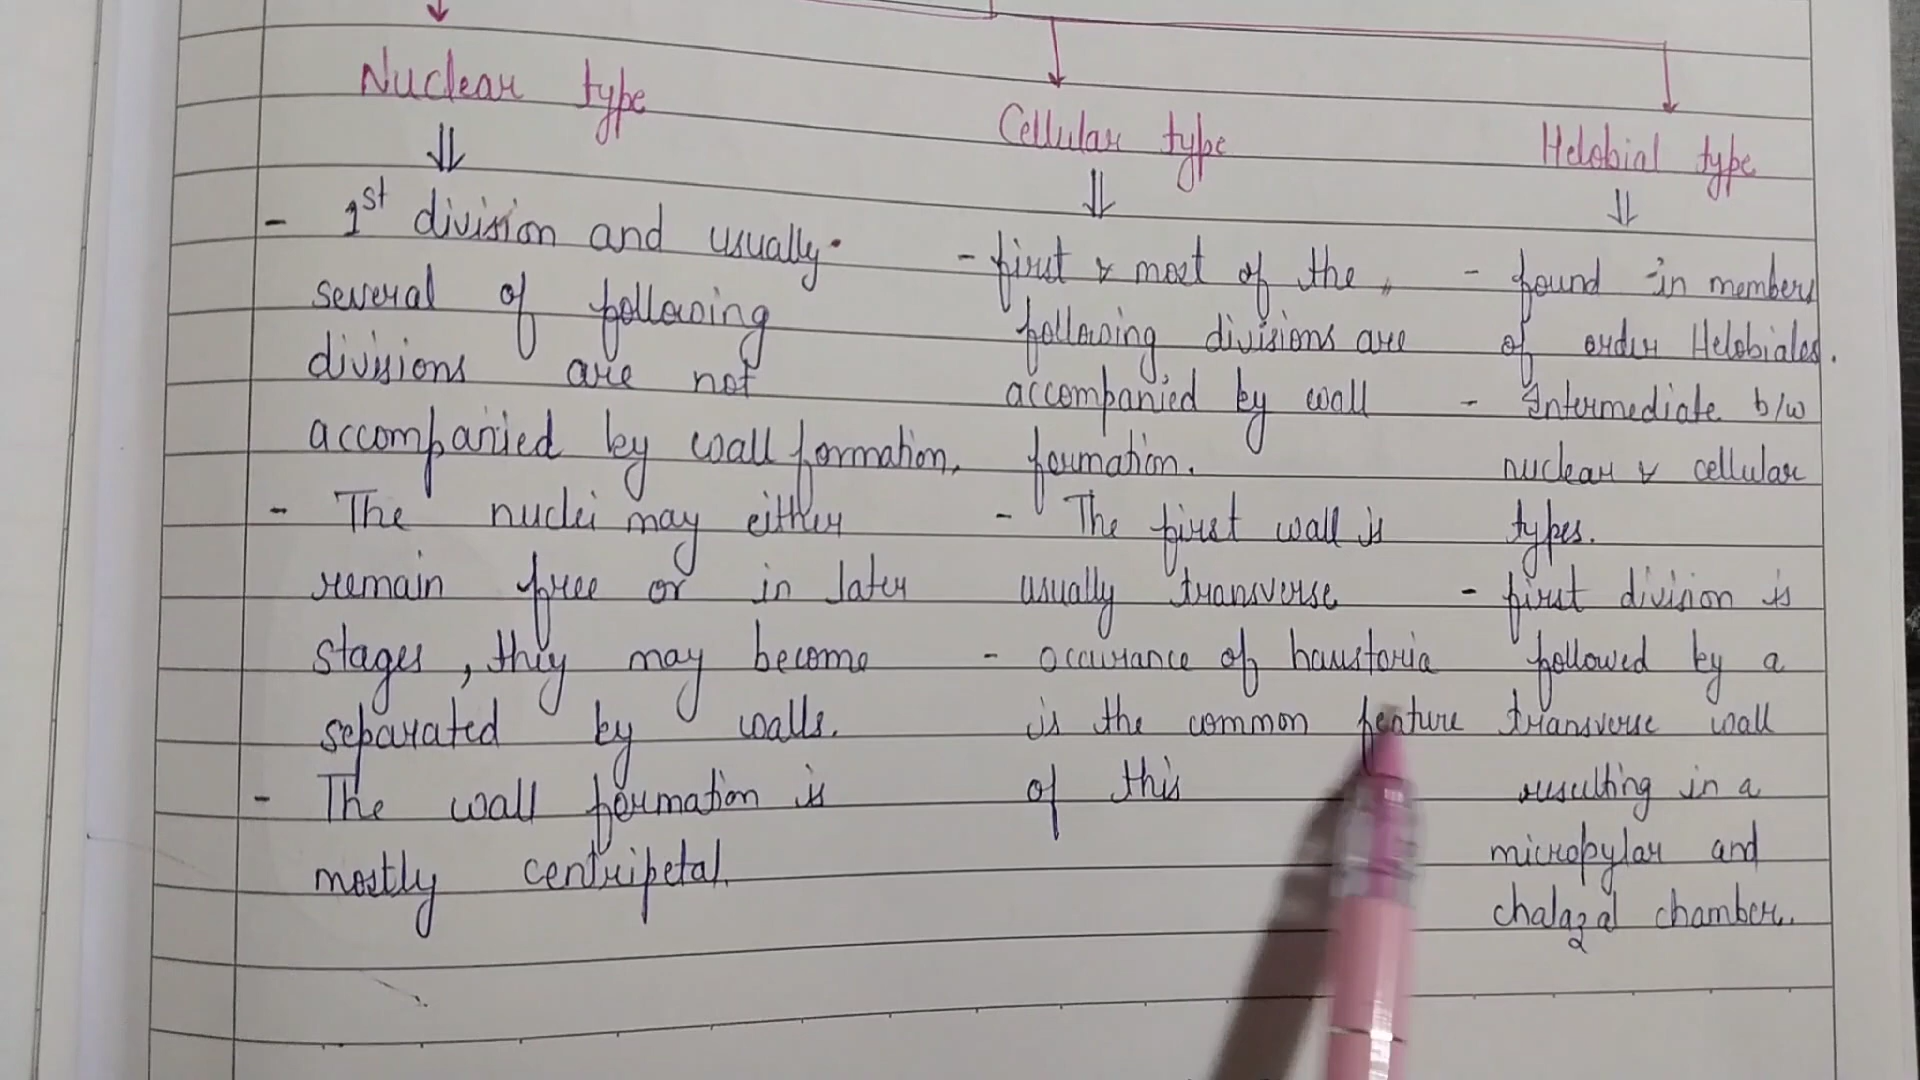 Nuclear type
⇓
- 1st division and usually
several of following
divisions are not
accompanied by wall formation.
- The nuclei may either
remain free or in later
stages, they may become
separated by walls.
- The wall formation is
mostly centripetal.
Cellular type
⇓
- first & most of the
following divisions are
accompanied by wall
formation.
- The first wall is
usually transverse
- occurance of haustoria
is the common feature
of this
Helobial type
⇓
- found in members
of order Helobiales.
- Intermediate b/w
nuclear & cellular
types.
- first division is
followed by a
transverse wall
resulting in a
micropylar and
chalazal chamber.